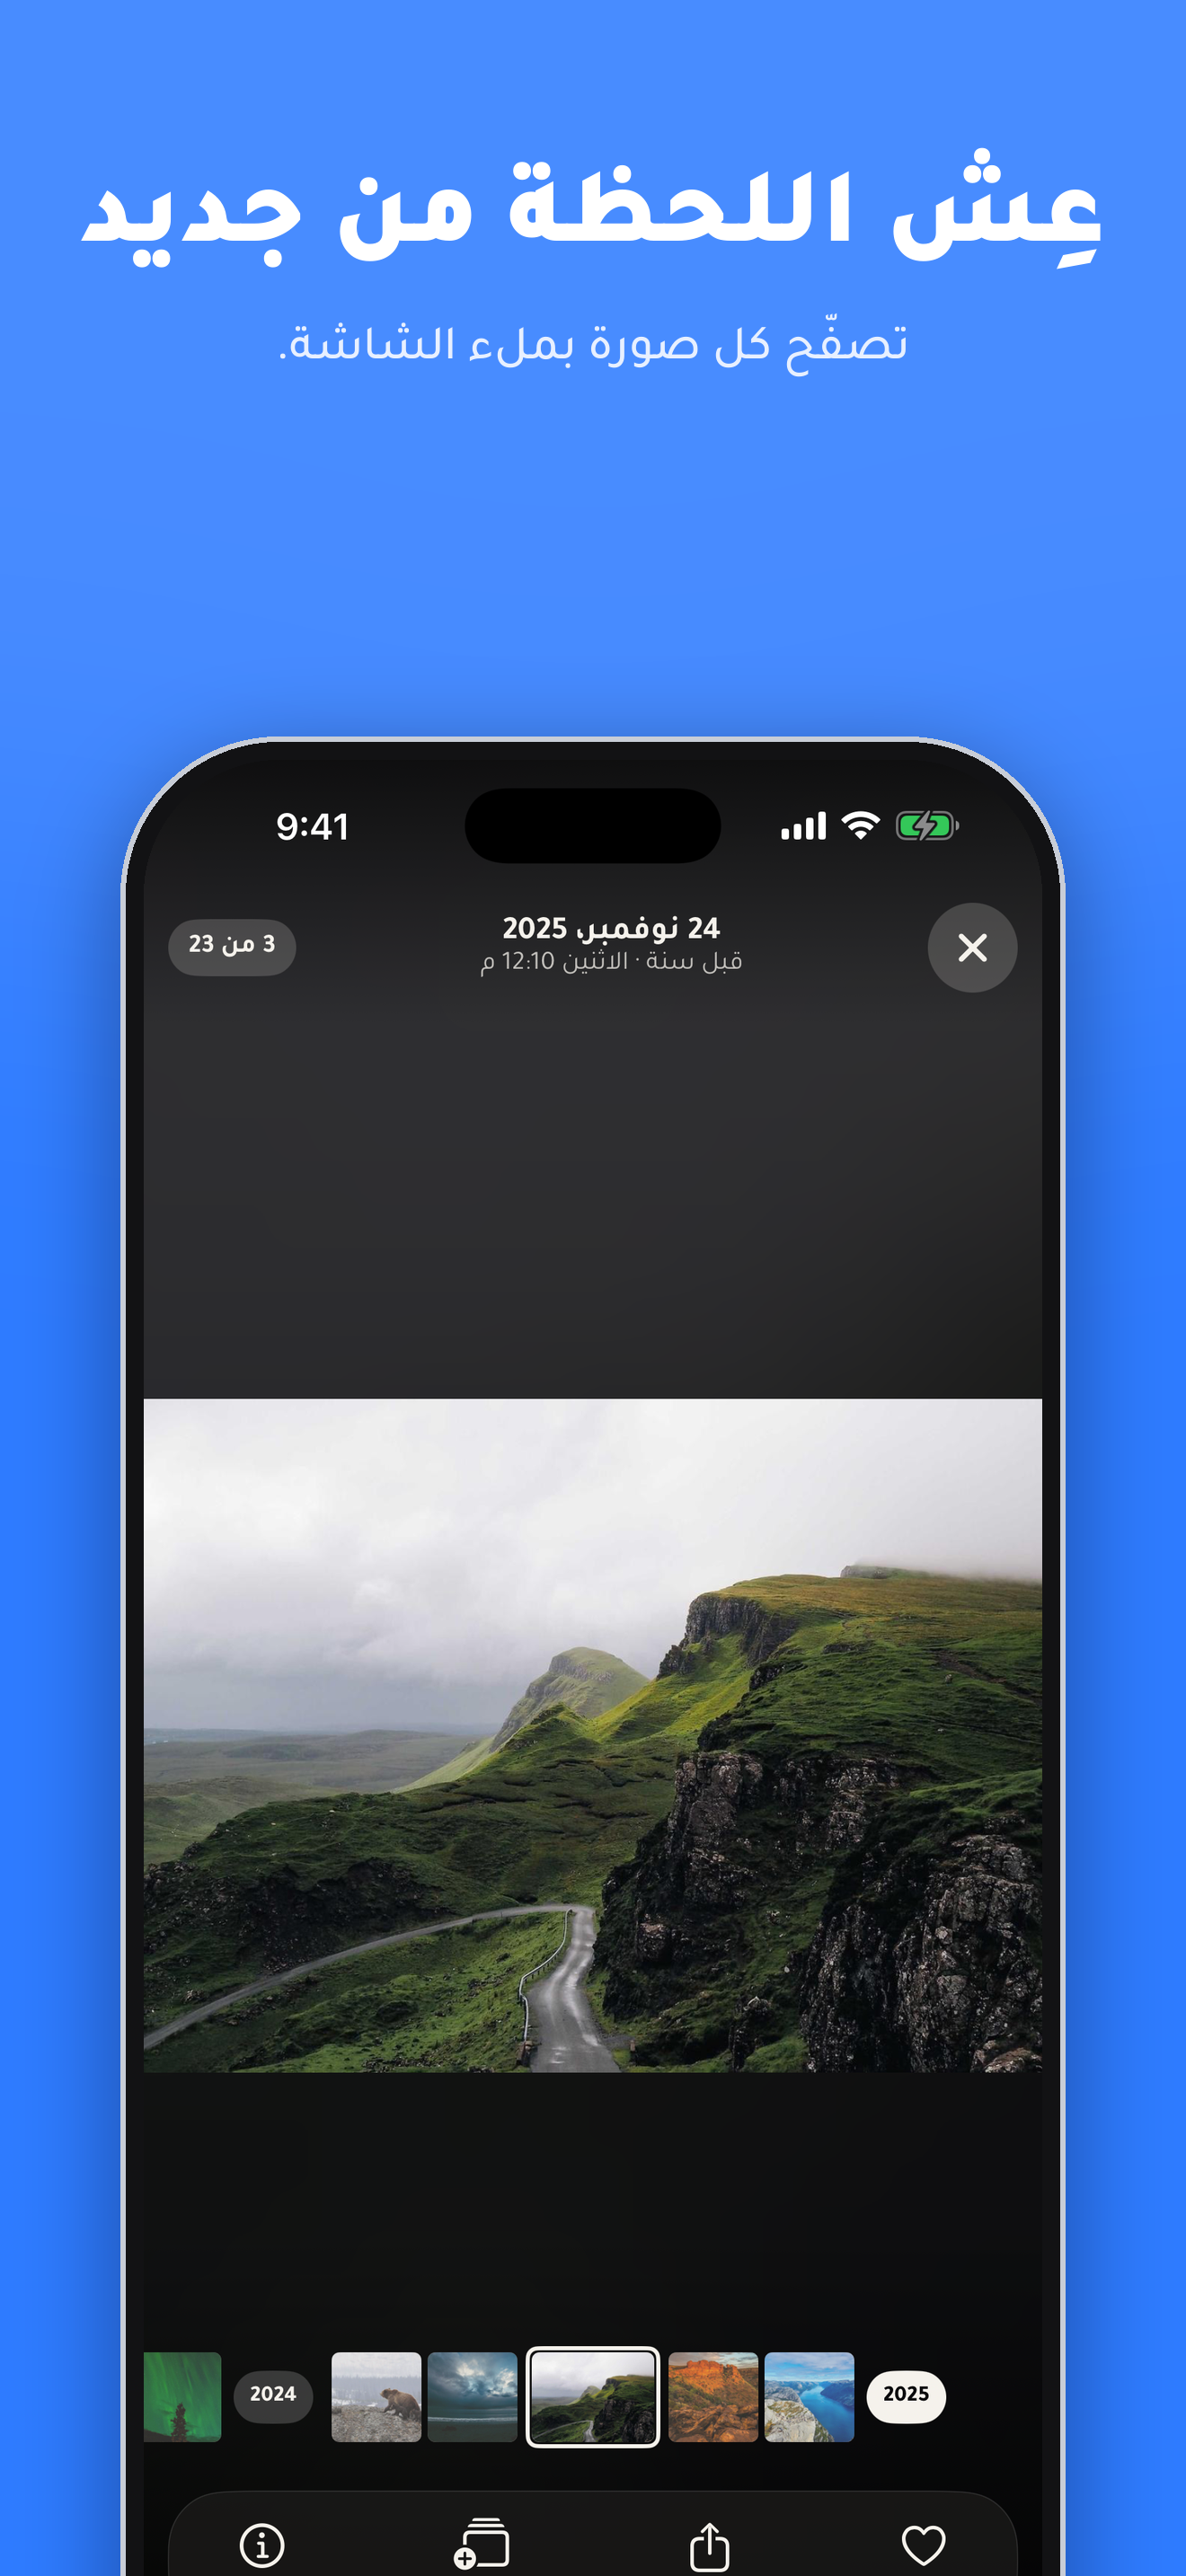 عِش اللحظة من جديد
تصفّح كل صورة بملء الشاشة.
9:41
24 نوفمبر، 2025
3 من 23
قبل سنة · الاثنين 12:10 م
2025
2024